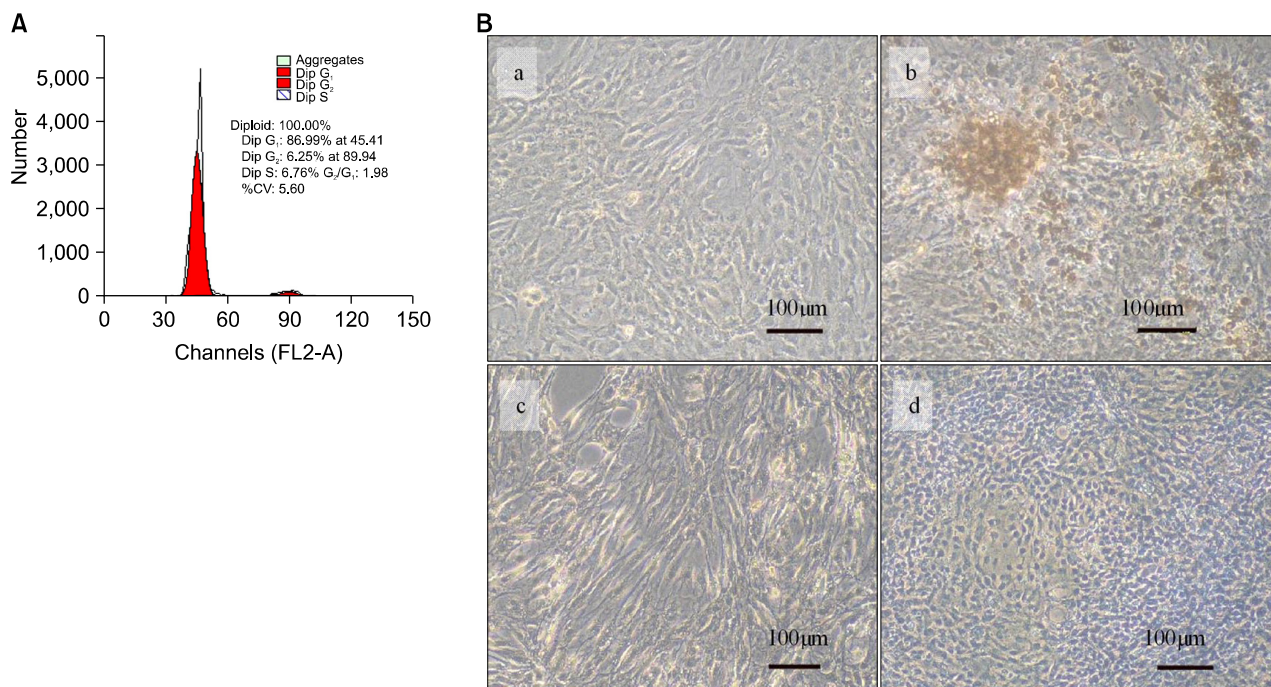 A
Number
5,000
4,000
3,000
2,000
1,000
0
0 30 60 90 120 150
Channels (FL2-A)
Aggregates
Dip G₁
Dip G₂
Dip S
Diploid: 100.00%
Dip G₁: 86.99% at 45.41
Dip G₂: 6.25% at 89.94
Dip S: 6.76% G₂/G₁: 1.98
%CV: 5.60
B
a
100µm
b
100µm
c
100µm
d
100µm